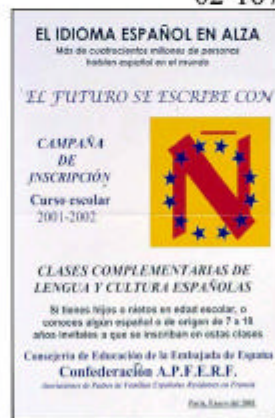 EL IDIOMA ESPAÑOL EN ALZA
Más de cuatrocientos millones de personas
hablan español en el mundo
"EL FUTURO SE ESCRIBE CON
Ñ
CAMPAÑA
DE
INSCRIPCIÓN
Curso escolar
2001-2002
CLASES COMPLEMENTARIAS DE
LENGUA Y CULTURA ESPAÑOLAS
Si tienes hijos o nietos en edad escolar, o
conoces algún español o de origen de 7 a 18
años invítales a que se inscriban en estas clases
Consejería de Educación de la Embajada de España
Confederación A.P.F.E.R.F.
Asociaciones de Padres de Familias Españolas Residentes en Francia
París, Enero del 2001